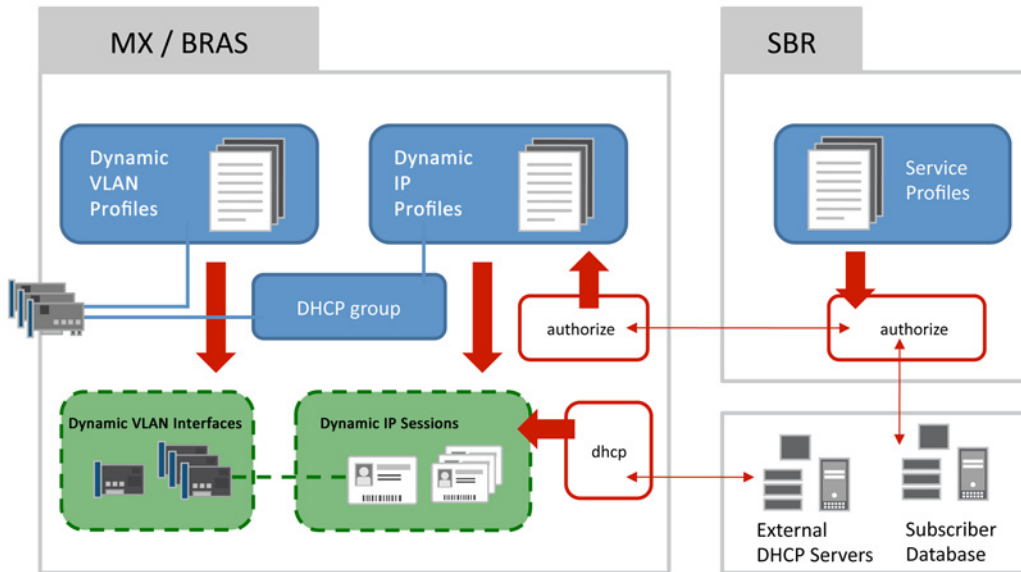 MX / BRAS
SBR
Dynamic
VLAN
Profiles
Dynamic
IP
Profiles
Service
Profiles
DHCP group
authorize
authorize
Dynamic VLAN Interfaces
Dynamic IP Sessions
dhcp
External
DHCP Servers
Subscriber
Database